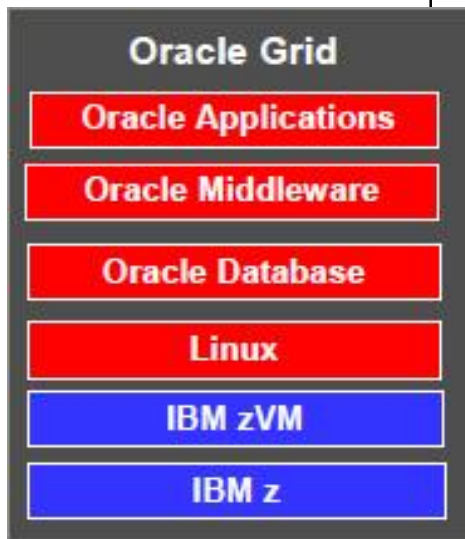 Oracle Grid
Oracle Applications
Oracle Middleware
Oracle Database
Linux
IBM zVM
IBM z